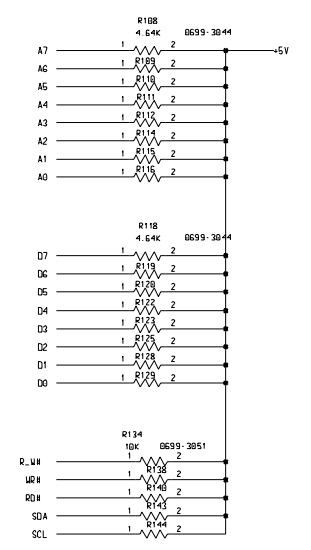 R108
4.64K 0699-3044
A7 1 2 +5V
R109
A6 1 2
R110
A5 1 2
R111
A4 1 2
R112
A3 1 2
R114
A2 1 2
R115
A1 1 2
R116
A0 1 2
R118
4.64K 0699-3044
D7 1 2
R119
D6 1 2
R120
D5 1 2
R122
D4 1 2
R123
D3 1 2
R125
D2 1 2
R128
D1 1 2
R129
D0 1 2
R134
10K 0699-3051
R_W# 1 2
R138
WR# 1 2
R140
RD# 1 2
R143
SDA 1 2
R144
SCL 1 2